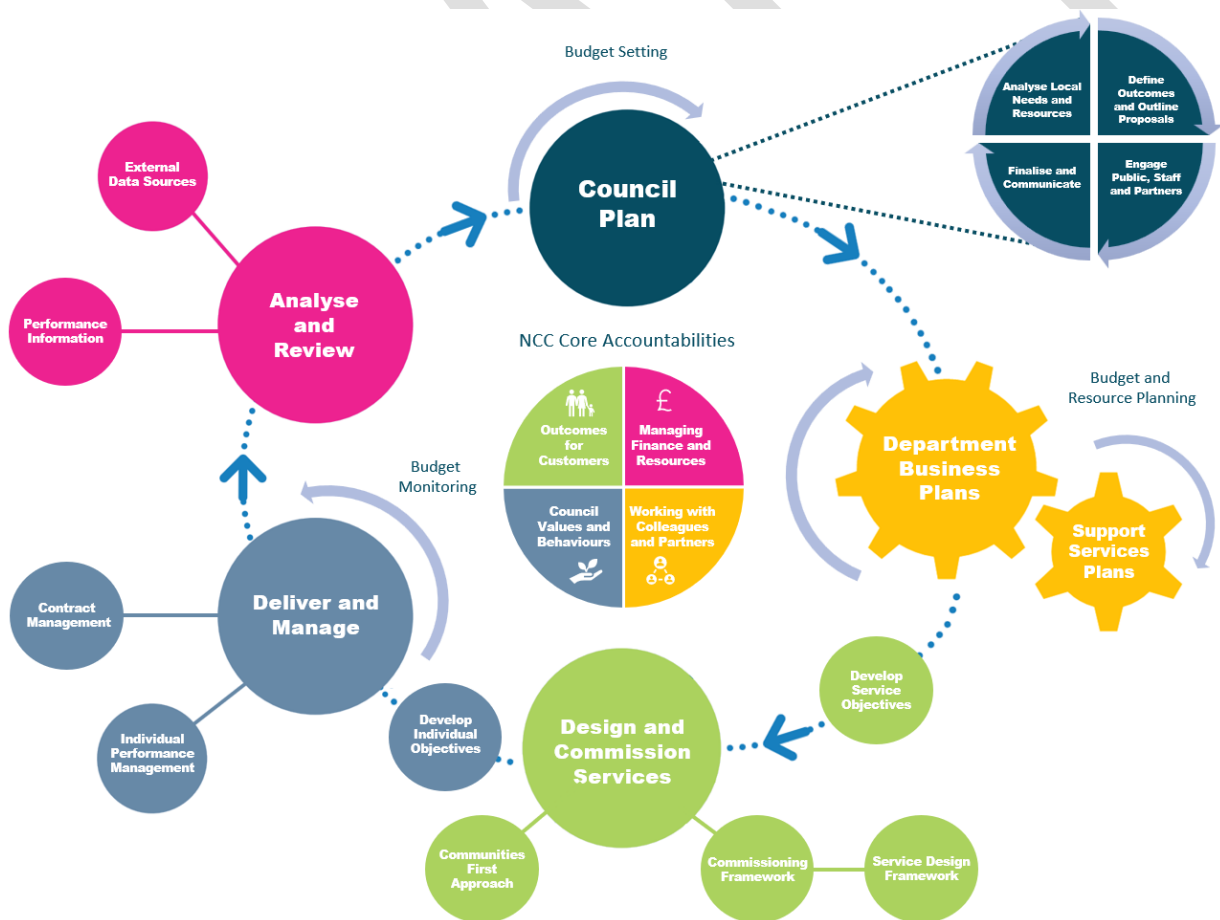 Budget Setting
Council
Plan
Analyse Local
Needs and
Resources
Define
Outcomes
and Outline
Proposals
Finalise and
Communicate
Engage
Public, Staff
and Partners
External
Data Sources
Performance
Information
Analyse
and
Review
NCC Core Accountabilities
Outcomes
for
Customers
£
Managing
Finance and
Resources
Council
Values and
Behaviours
Working with
Colleagues
and Partners
Budget and
Resource Planning
Department
Business
Plans
Support
Services
Plans
Budget
Monitoring
Deliver and
Manage
Contract
Management
Individual
Performance
Management
Develop
Individual
Objectives
Design and
Commission
Services
Develop
Service
Objectives
Communities
First
Approach
Commissioning
Framework
Service Design
Framework